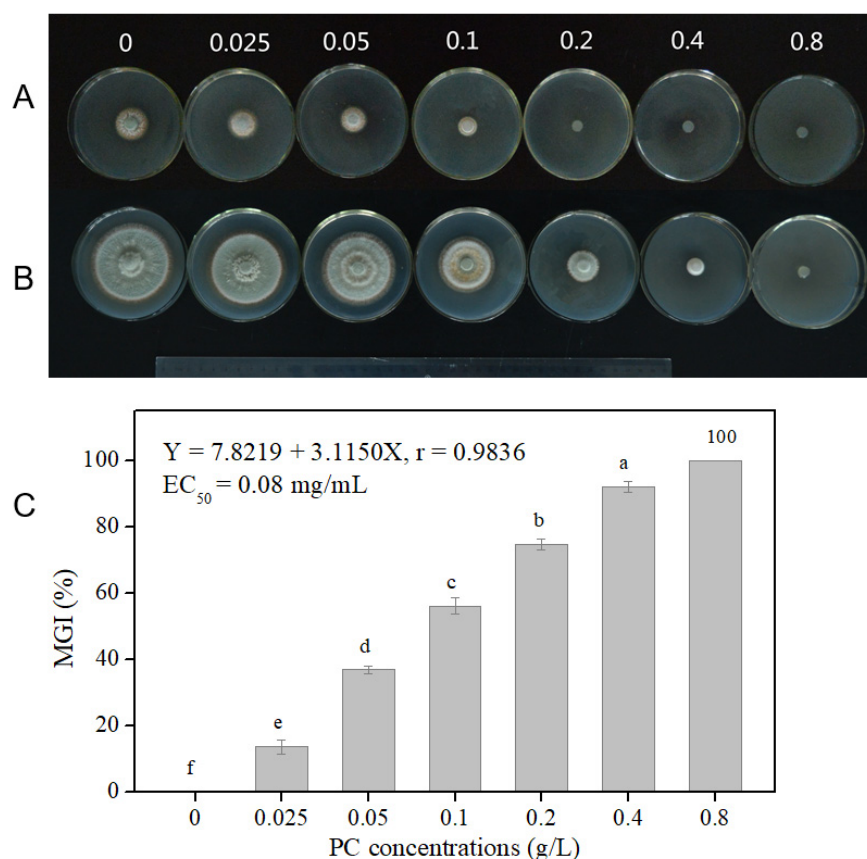 0 0.025 0.05 0.1 0.2 0.4 0.8
A
B
C
Y = 7.8219 + 3.1150X, r = 0.9836
EC50 = 0.08 mg/mL
MGI (%)
100
80
60
40
20
0
f
e
d
c
b
a
100
0 0.025 0.05 0.1 0.2 0.4 0.8
PC concentrations (g/L)